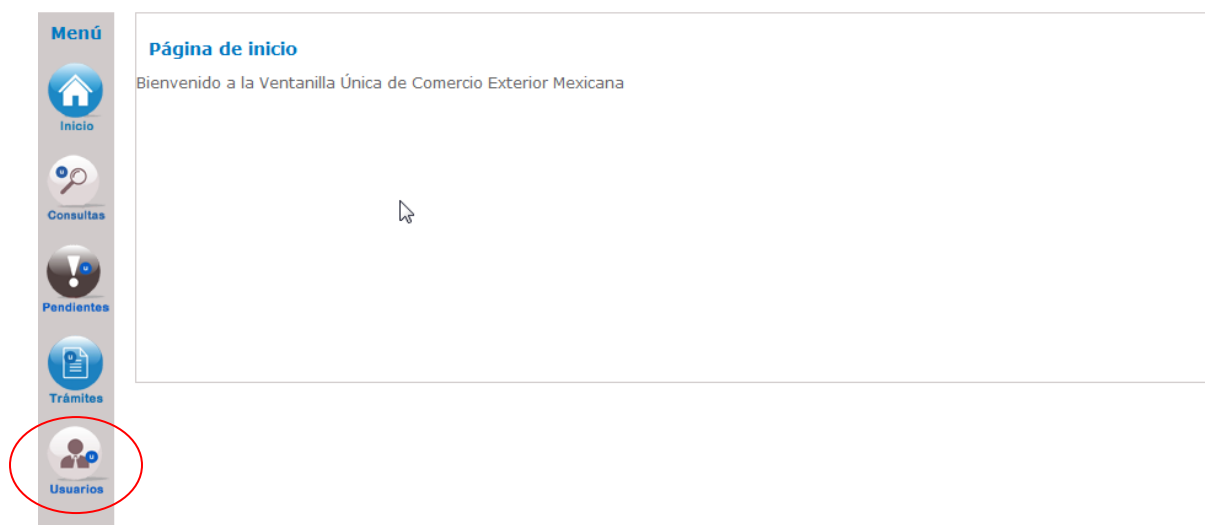 Menú
Inicio
Consultas
Pendientes
Trámites
Usuarios
Página de inicio
Bienvenido a la Ventanilla Única de Comercio Exterior Mexicana